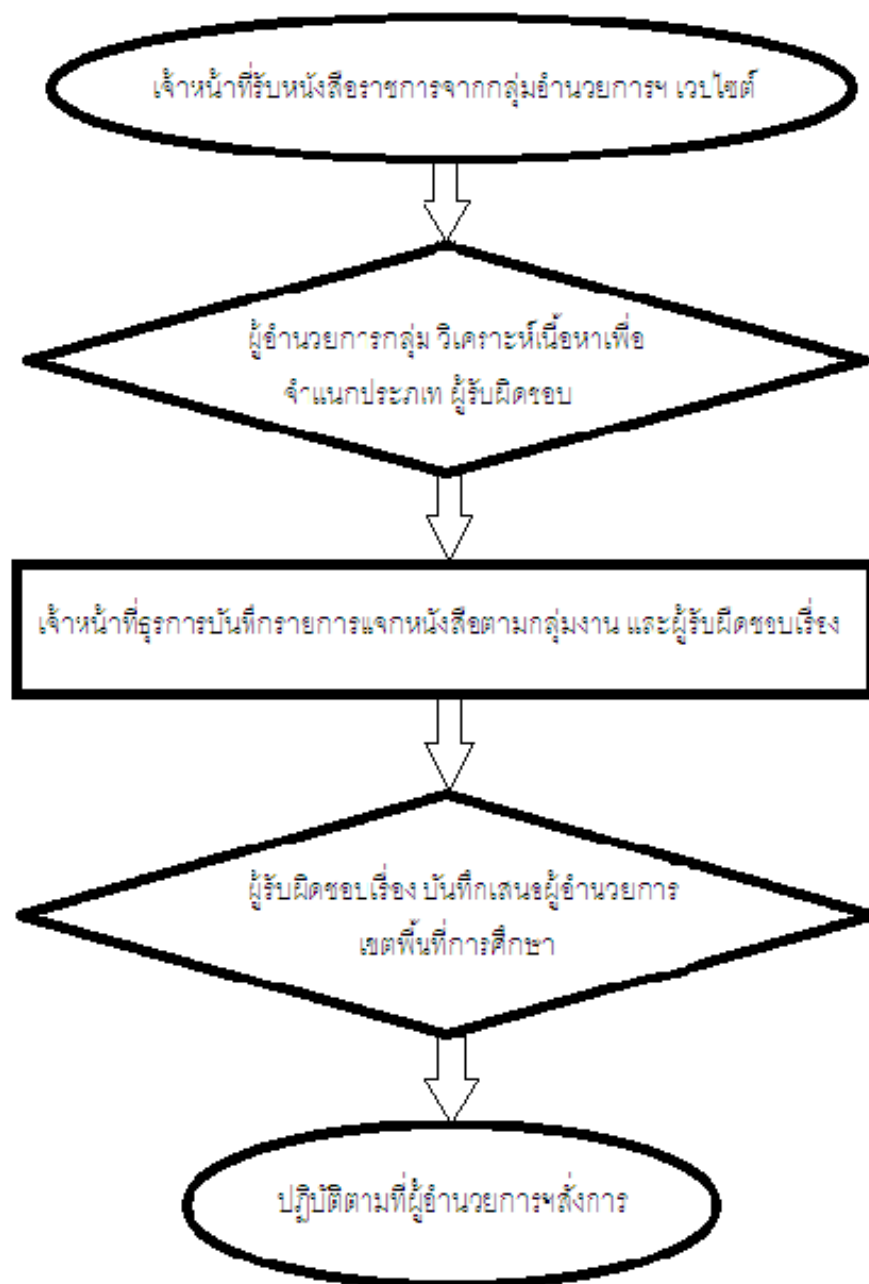 เจ้าหน้าที่รับหนังสือราชการจากกลุ่มอำนวยการฯ เวปไซต์
ผู้อำนวยการกลุ่ม วิเคราะห์เนื้อหาเพื่อ
จำแนกประเภท ผู้รับผิดชอบ
เจ้าหน้าที่ธุรการบันทึกรายการแจกหนังสือตามกลุ่มงาน และผู้รับผิดชอบเรื่อง
ผู้รับผิดชอบเรื่อง บันทึกเสนอผู้อำนวยการ
เขตพื้นที่การศึกษา
ปฏิบัติตามที่ผู้อำนวยการฯสั่งการ